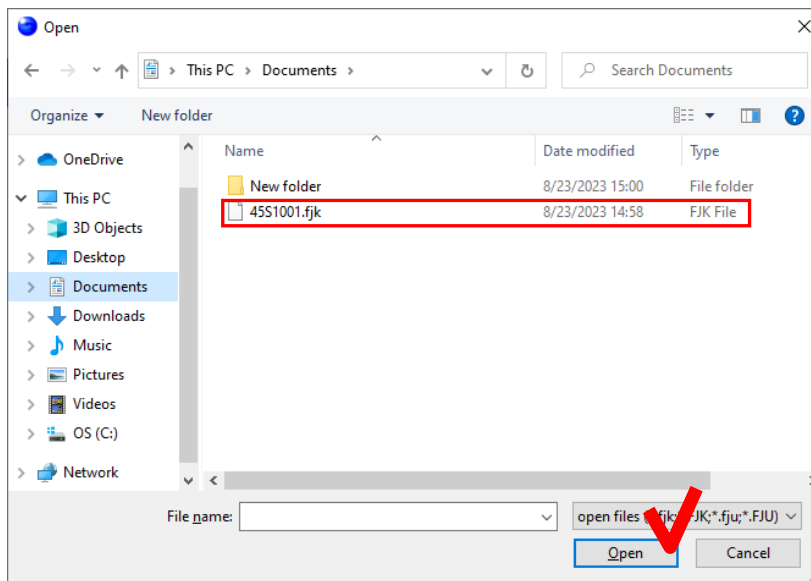 Open
This PC > Documents >
Search Documents
Organize
New folder
OneDrive
This PC
3D Objects
Desktop
Documents
Downloads
Music
Pictures
Videos
OS (C:)
Network
Name Date modified Type
New folder 8/23/2023 15:00 File folder
45S1001.fjk 8/23/2023 14:58 FJK File
File name:
open files fjk; JK;*.fju;*.FJU)
Open
Cancel